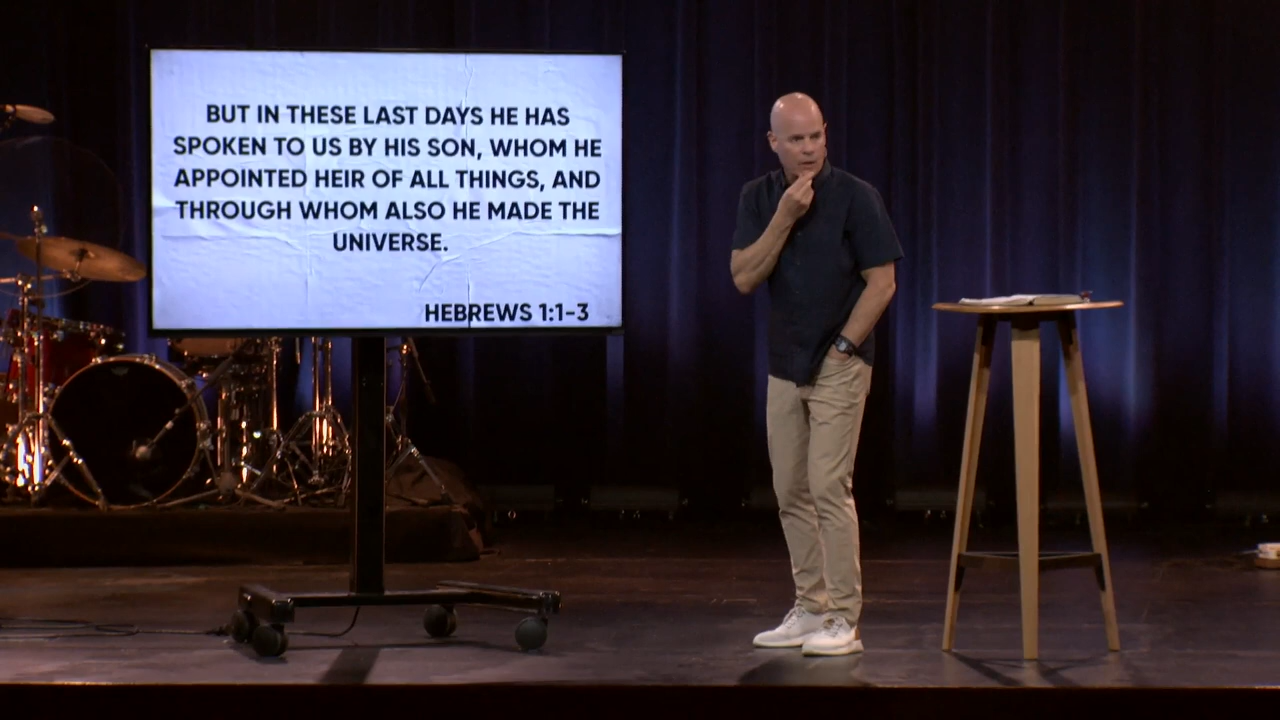 BUT IN THESE LAST DAYS HE HAS
SPOKEN TO US BY HIS SON, WHOM HE
APPOINTED HEIR OF ALL THINGS, AND
THROUGH WHOM ALSO HE MADE THE
UNIVERSE.
HEBREWS 1:1-3